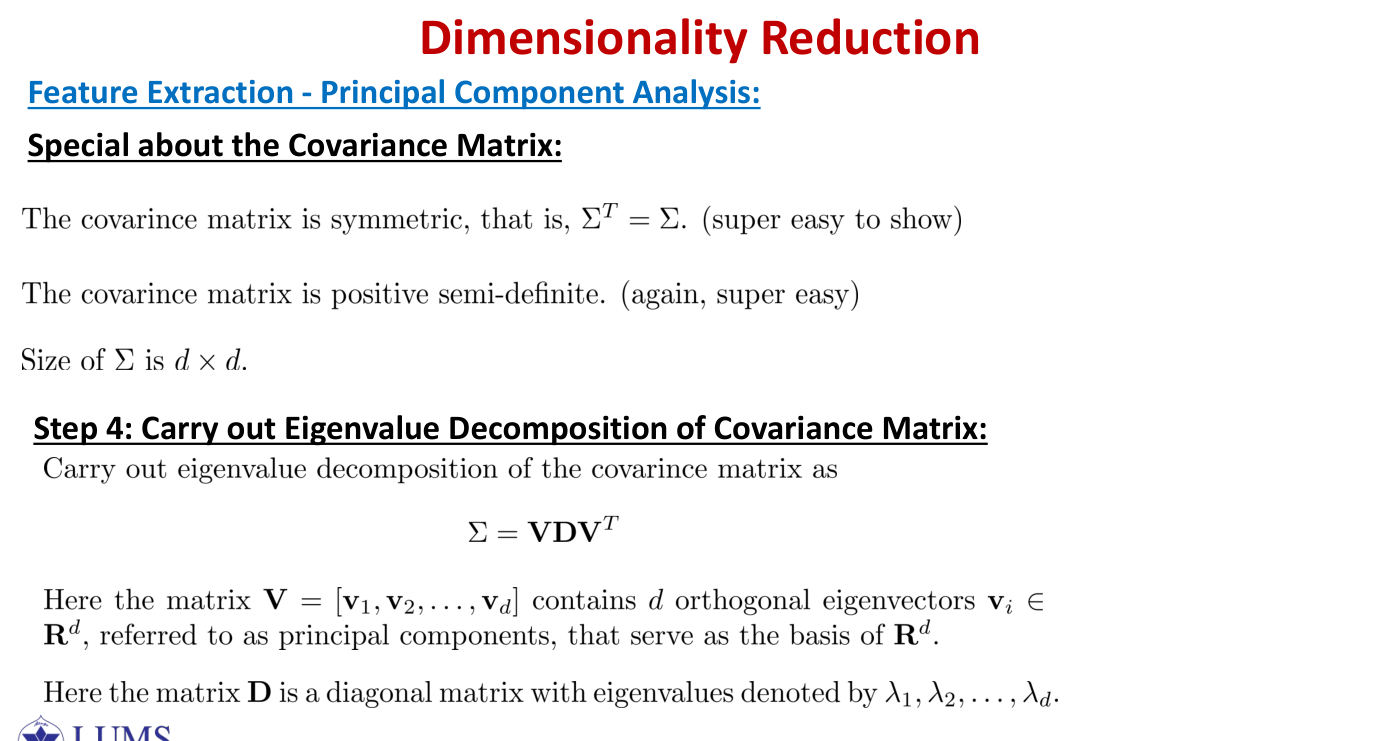 Dimensionality Reduction
Feature Extraction - Principal Component Analysis:
Special about the Covariance Matrix:
The covarince matrix is symmetric, that is, Σ^T = Σ. (super easy to show)
The covarince matrix is positive semi-definite. (again, super easy)
Size of Σ is d × d.
Step 4: Carry out Eigenvalue Decomposition of Covariance Matrix:
Carry out eigenvalue decomposition of the covarince matrix as
Σ = VDV^T
Here the matrix V = [v₁, v₂, . . . , v_d] contains d orthogonal eigenvectors v_i ∈
R^d, referred to as principal components, that serve as the basis of R^d.
Here the matrix D is a diagonal matrix with eigenvalues denoted by λ₁, λ₂, . . . , λ_d.
LUMS